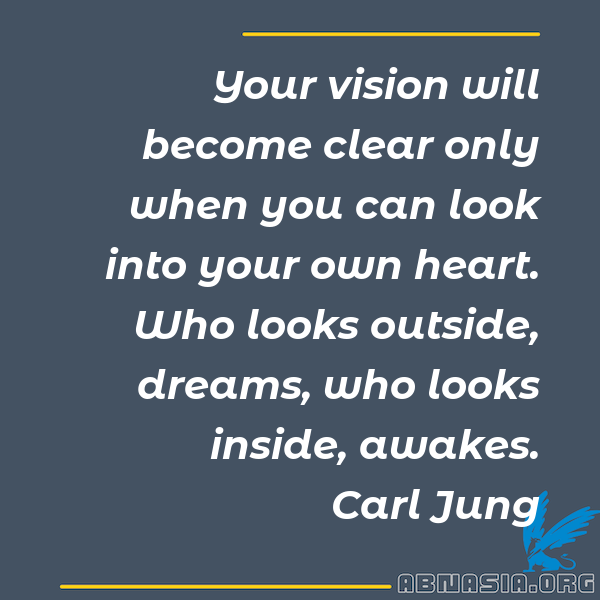 Your vision will
become clear only
when you can look
into your own heart.
Who looks outside,
dreams, who looks
inside, awakes.
Carl Jung
ABNASIA.ORG